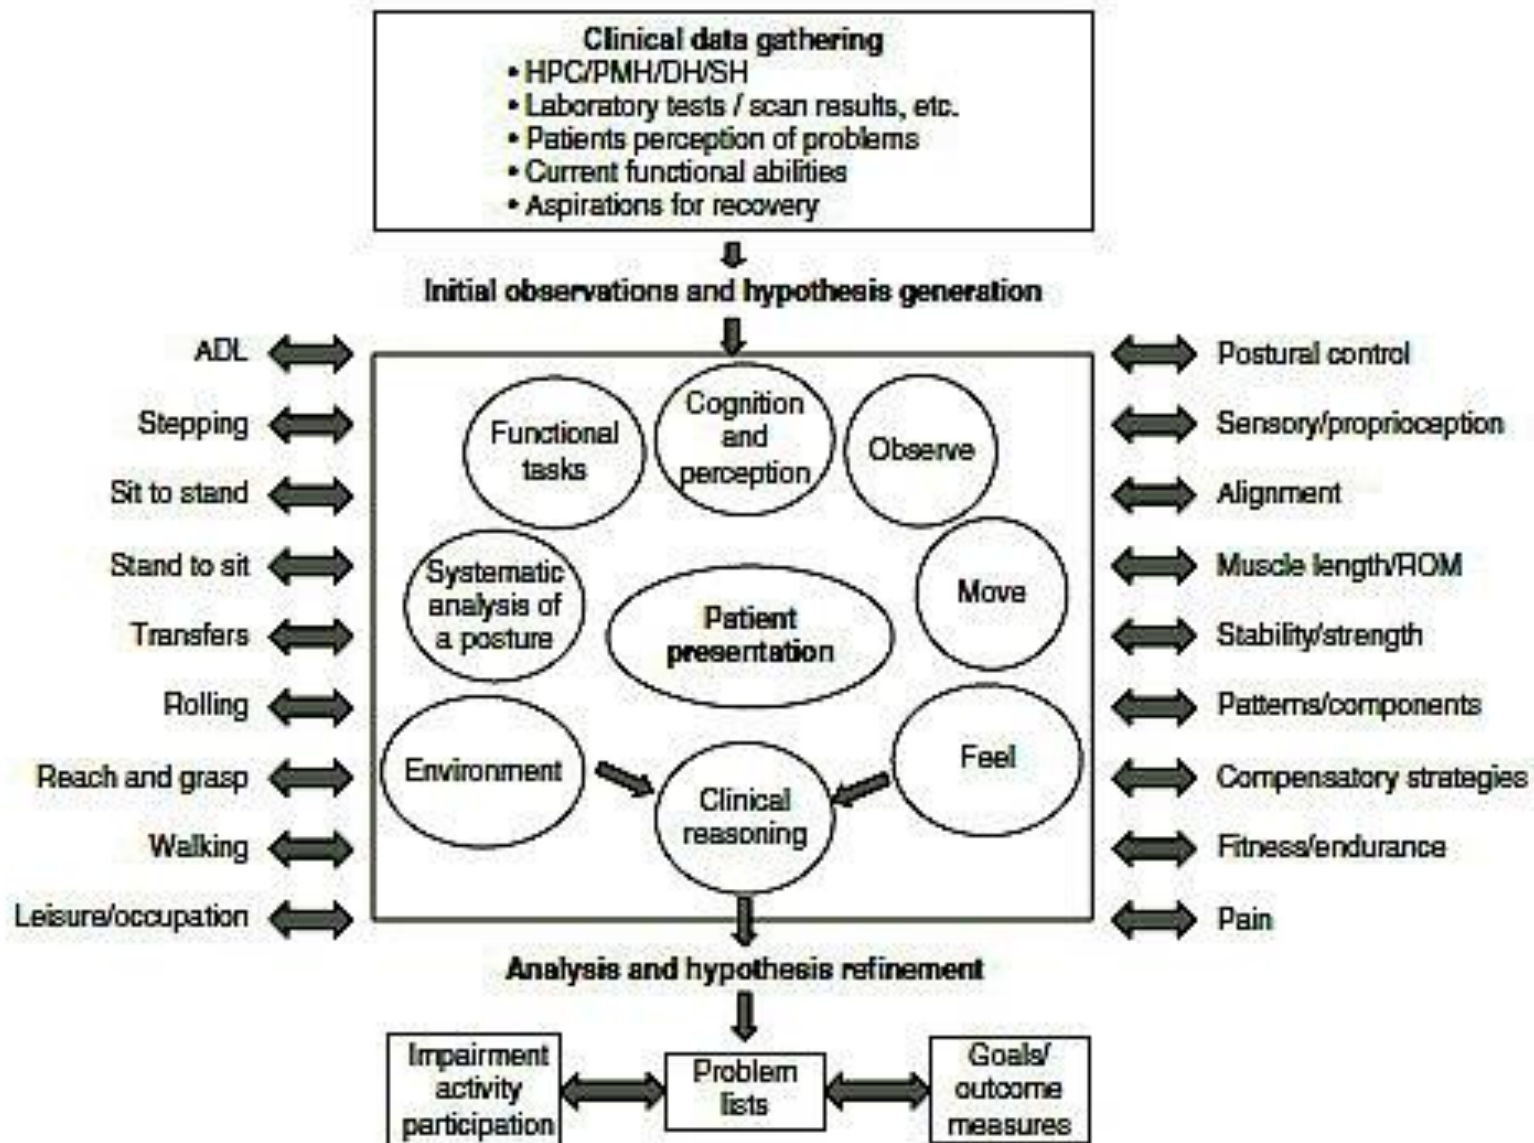 Clinical data gathering
• HPC/PMH/DH/SH
• Laboratory tests / scan results, etc.
• Patients perception of problems
• Current functional abilities
• Aspirations for recovery
Initial observations and hypothesis generation
ADL
Stepping
Sit to stand
Stand to sit
Transfers
Rolling
Reach and grasp
Walking
Leisure/occupation
Functional
tasks
Cognition
and
perception
Observe
Systematic
analysis of
a posture
Patient
presentation
Move
Environment
Clinical
reasoning
Feel
Postural control
Sensory/proprioception
Alignment
Muscle length/ROM
Stability/strength
Patterns/components
Compensatory strategies
Fitness/endurance
Pain
Analysis and hypothesis refinement
Impairment
activity
participation
Problem
lists
Goals/
outcome
measures